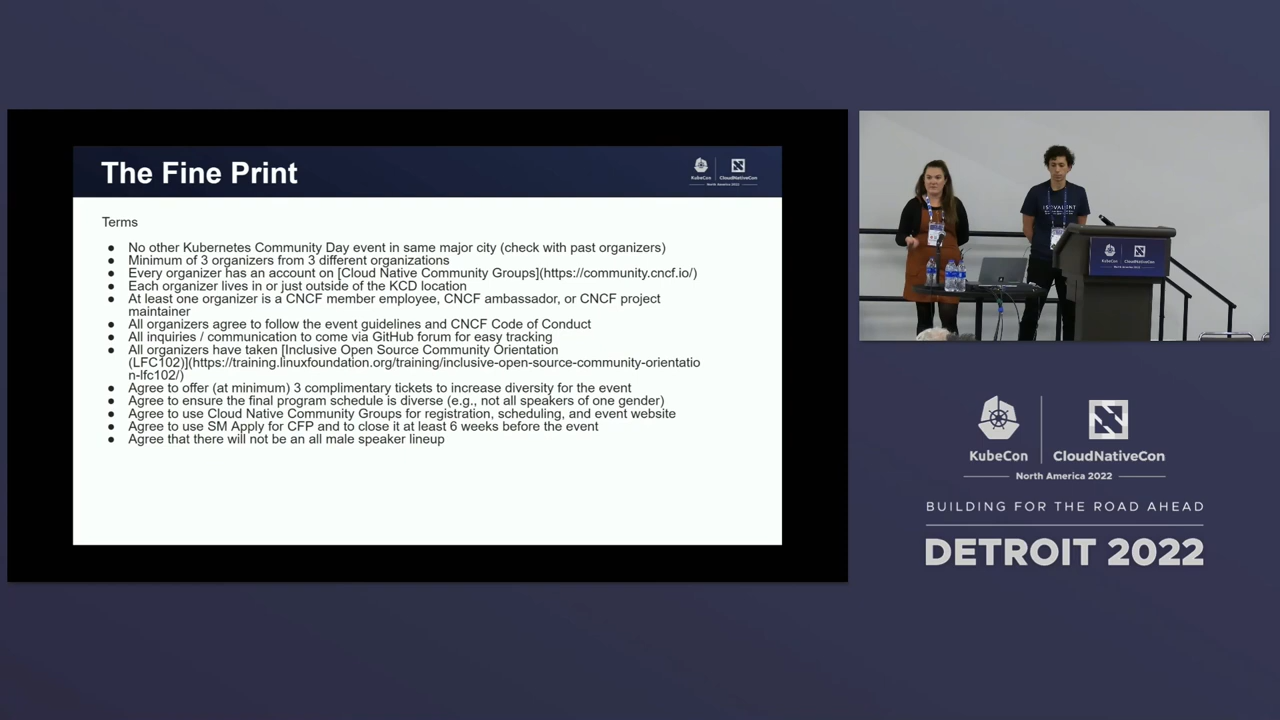 The Fine Print
KubeCon
CloudNativeCon
North America 2022
Terms
● No other Kubernetes Community Day event in same major city (check with past organizers)
● Minimum of 3 organizers from 3 different organizations
● Every organizer has an account on [Cloud Native Community Groups](https://community.cncf.io/)
● Each organizer lives in or just outside of the KCD location
● At least one organizer is a CNCF member employee, CNCF ambassador, or CNCF project
maintainer
● All organizers agree to follow the event guidelines and CNCF Code of Conduct
● All inquiries / communication to come via GitHub forum for easy tracking
● All organizers have taken [Inclusive Open Source Community Orientation
(LFC102)](https://training.linuxfoundation.org/training/inclusive-open-source-community-orientatio
n-lfc102/)
● Agree to offer (at minimum) 3 complimentary tickets to increase diversity for the event
● Agree to ensure the final program schedule is diverse (e.g., not all speakers of one gender)
● Agree to use Cloud Native Community Groups for registration, scheduling, and event website
● Agree to use SM Apply for CFP and to close it at least 6 weeks before the event
● Agree that there will not be an all male speaker lineup
ISOVALENT
KubeCon
CloudNativeCon
KubeCon
CloudNativeCon
North America 2022
BUILDING FOR THE ROAD AHEAD
DETROIT 2022